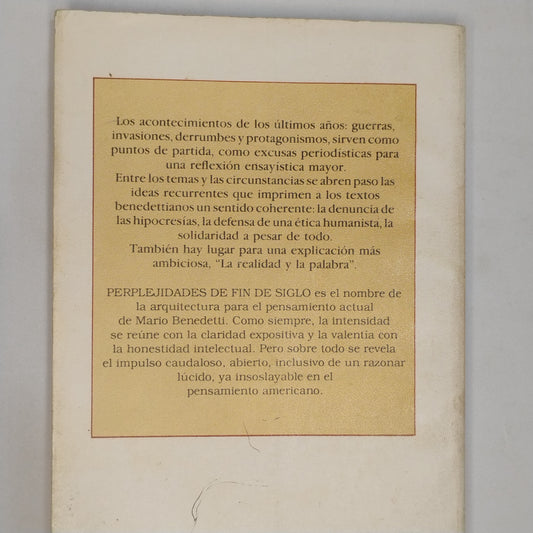 Los acontecimientos de los últimos años: guerras,
invasiones, derrumbes y protagonismos, sirven como
puntos de partida, como excusas periodísticas para
una reflexión ensayística mayor.
Entre los temas y las circunstancias se abren paso las
ideas recurrentes que imprimen a los textos
benedettianos un sentido coherente: la denuncia de
las hipocresías, la defensa de una ética humanista, la
solidaridad a pesar de todo.
También hay lugar para una explicación más
ambiciosa, “La realidad y la palabra”.
PERPLEJIDADES DE FIN DE SIGLO es el nombre de
la arquitectura para el pensamiento actual
de Mario Benedetti. Como siempre, la intensidad
se reúne con la claridad expositiva y la valentía con
la honestidad intelectual. Pero sobre todo se revela
el impulso caudaloso, abierto, inclusivo de un razonar
lúcido, ya insoslayable en el
pensamiento americano.